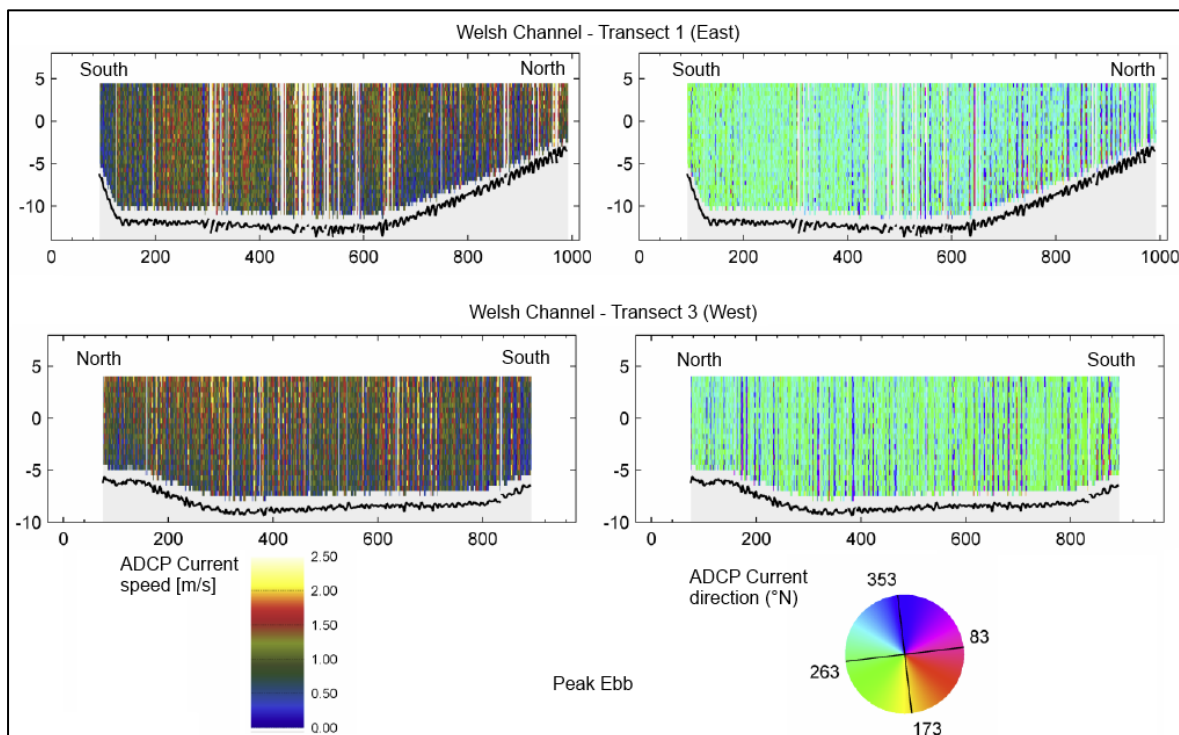 Welsh Channel - Transect 1 (East)
South North South North
5 5
0 0
-5 -5
-10 -10
0 200 400 600 800 1000 0 200 400 600 800 1000
Welsh Channel - Transect 3 (West)
North South North South
5 5
0 0
-5 -5
-10 -10
0 200 400 600 800 0 200 400 600 800
ADCP Current
speed [m/s]
2.50
2.00
1.50
1.00
0.50
0.00
ADCP Current
direction (°N)
353
83
263
173
Peak Ebb